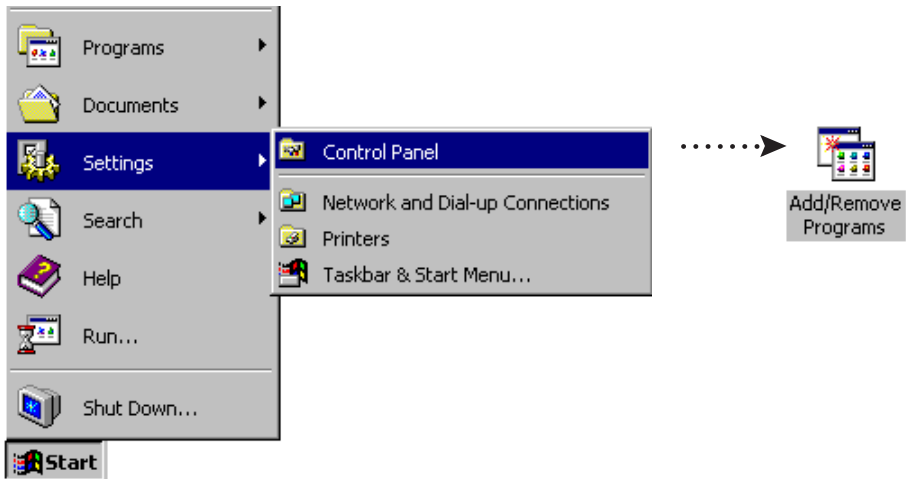 Programs
Documents
Settings
Search
Help
Run...
Shut Down...
Start
Control Panel
Network and Dial-up Connections
Printers
Taskbar & Start Menu...
Add/Remove
Programs